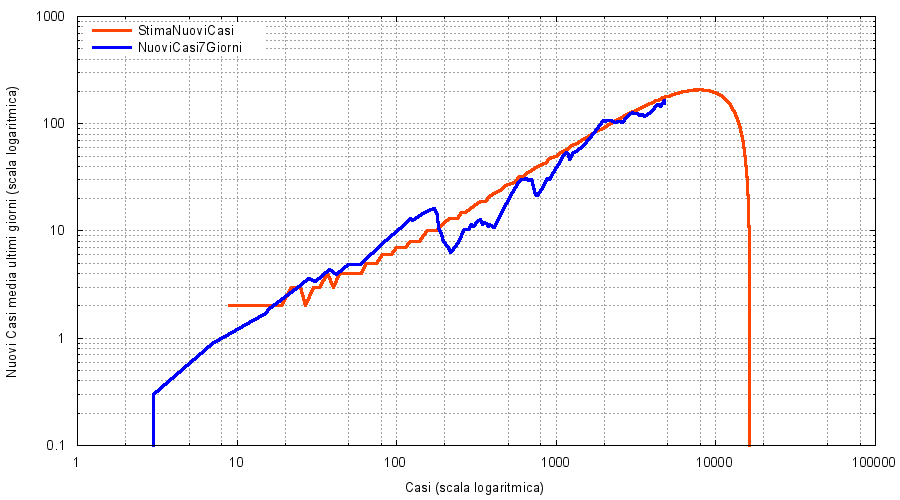 1000
StimaNuoviCasi
NuoviCasi7Giorni
100
10
1
0.1
Nuovi Casi media ultimi giorni (scala logaritmica)
1 10 100 1000 10000 100000
Casi (scala logaritmica)